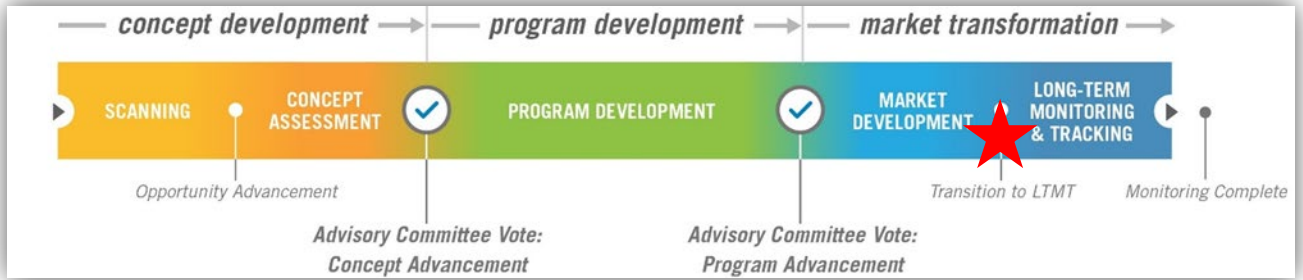 concept development
program development
market transformation
SCANNING
CONCEPT
ASSESSMENT
PROGRAM DEVELOPMENT
MARKET
DEVELOPMENT
LONG-TERM
MONITORING
& TRACKING
Opportunity Advancement
Transition to LTMT
Monitoring Complete
Advisory Committee Vote:
Concept Advancement
Advisory Committee Vote:
Program Advancement